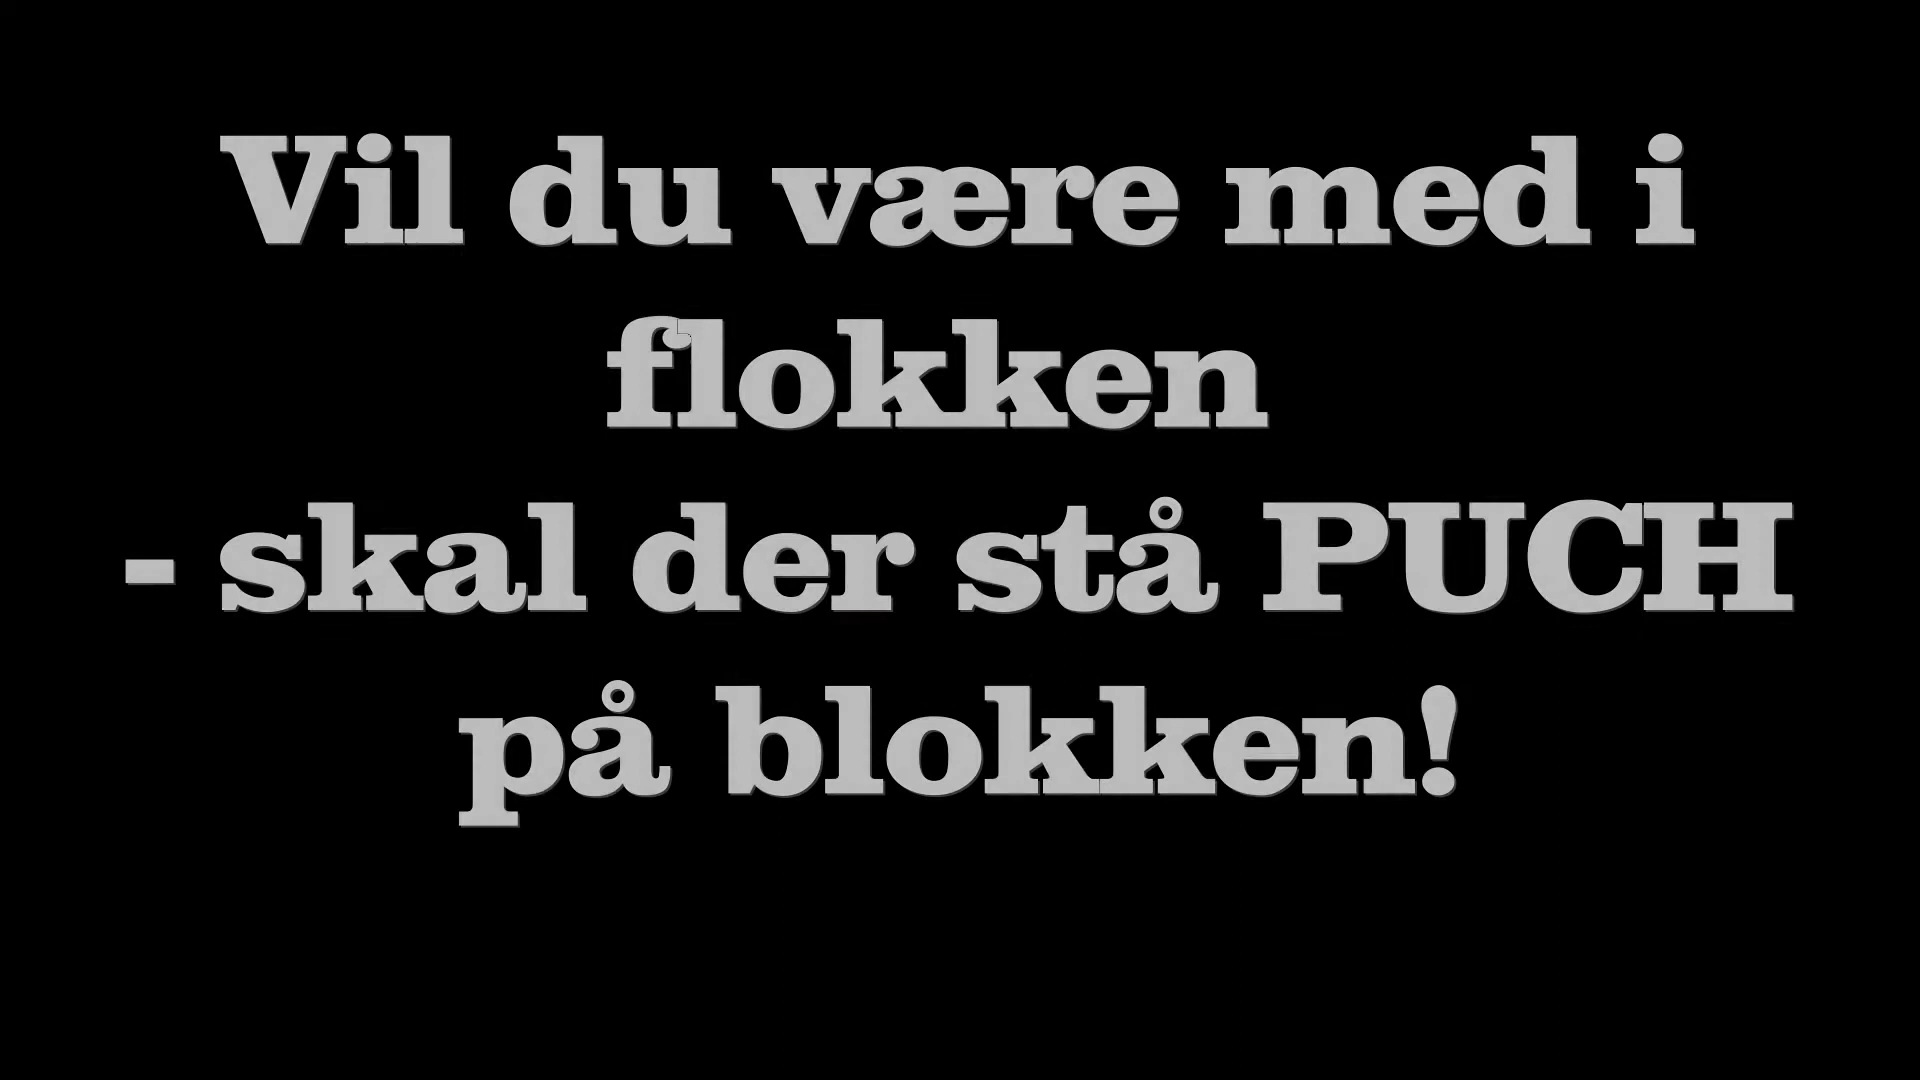 Vil du være med i
flokken
- skal der stå PUCH
på blokken!